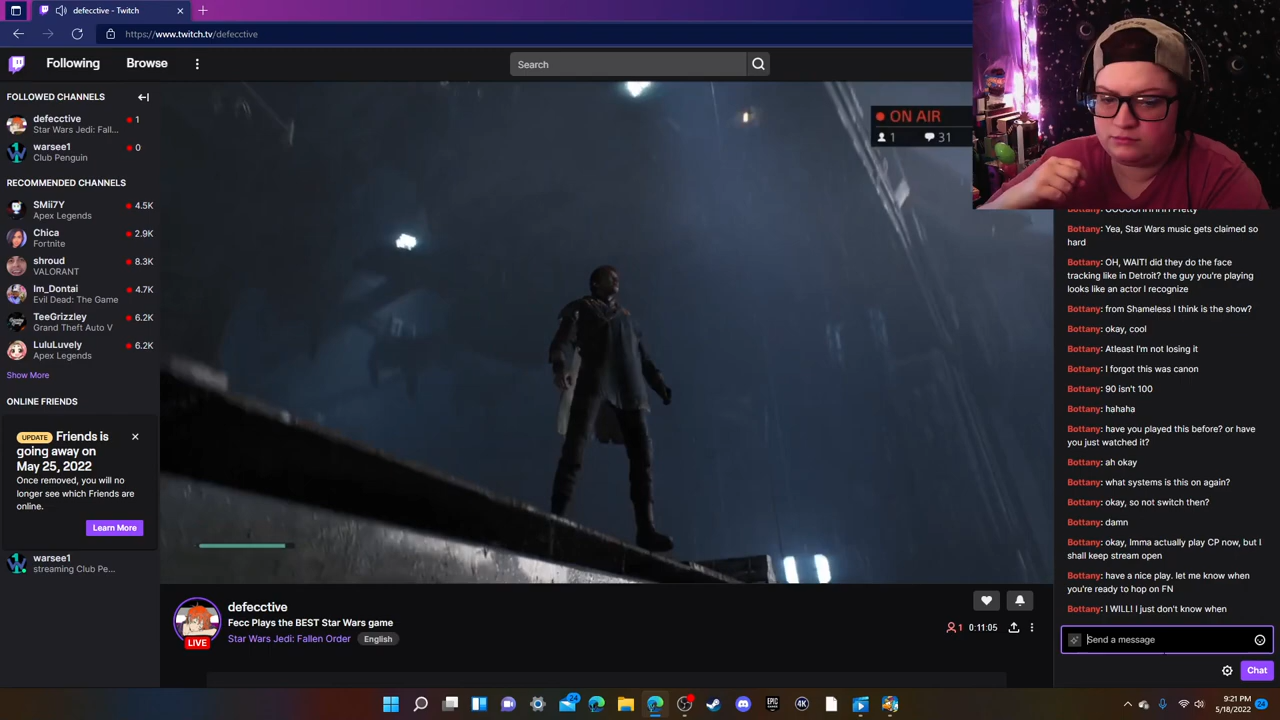 defecctive - Twitch
https://www.twitch.tv/defecctive
Following
Browse
Search
FOLLOWED CHANNELS
defecctive
Star Wars Jedi: Fall...
1
warsee1
Club Penguin
0
RECOMMENDED CHANNELS
SMii7Y
Apex Legends
4.5K
Chica
Fortnite
2.9K
shroud
VALORANT
8.3K
Im_Dontai
Evil Dead: The Game
4.7K
TeeGrizzley
Grand Theft Auto V
6.2K
LuluLuvely
Apex Legends
6.2K
Show More
ONLINE FRIENDS
UPDATE Friends is
going away on
May 25, 2022
Once removed, you will no
longer see which Friends are
online.
Learn More
warsee1
streaming Club Pe...
ON AIR
1 31
LIVE
defecctive
Fecc Plays the BEST Star Wars game
Star Wars Jedi: Fallen Order English
1 0:11:05
Bottany: Yea, Star Wars music gets claimed so
hard
Bottany: OH, WAIT! did they do the face
tracking like in Detroit? the guy you're playing
looks like an actor I recognize
Bottany: from Shameless I think is the show?
Bottany: okay, cool
Bottany: Atleast I'm not losing it
Bottany: I forgot this was canon
Bottany: 90 isn't 100
Bottany: hahaha
Bottany: have you played this before? or have
you just watched it?
Bottany: ah okay
Bottany: what systems is this on again?
Bottany: okay, so not switch then?
Bottany: damn
Bottany: okay, Imma actually play CP now, but I
shall keep stream open
Bottany: have a nice play. let me know when
you're ready to hop on FN
Bottany: I WILL! I just don't know when
Send a message
Chat
24
4K
9:21 PM
5/18/2022
24